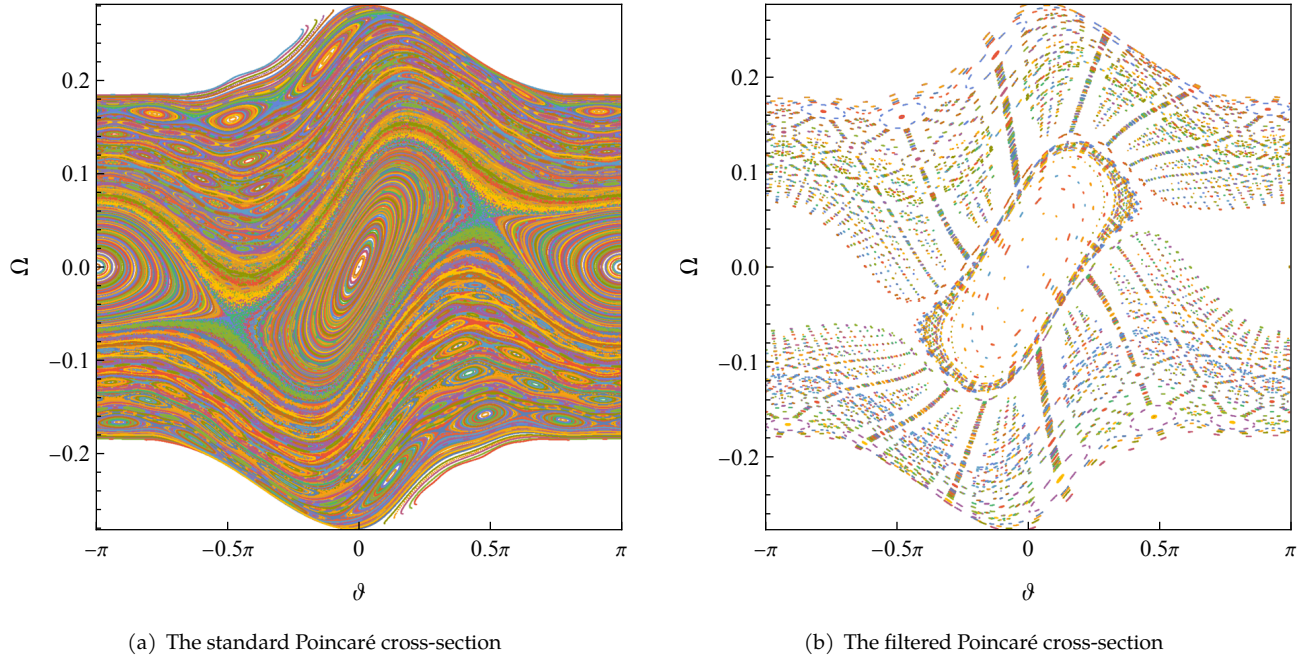 0.2
0.1
0.0
−0.1
−0.2
Ω
−π
−0.5π
0
0.5π
π
ϑ
(a) The standard Poincaré cross-section
0.2
0.1
0.0
−0.1
−0.2
Ω
−π
−0.5π
0
0.5π
π
ϑ
(b) The filtered Poincaré cross-section